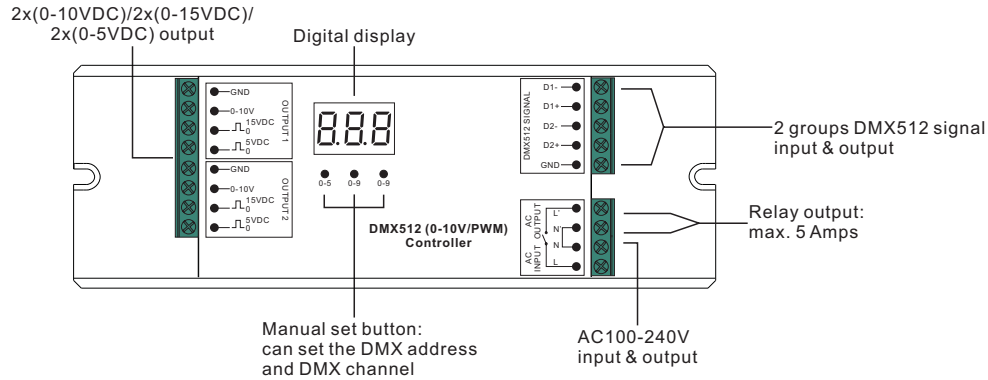 2x(0-10VDC)/2x(0-15VDC)/
2x(0-5VDC) output
Digital display
GND
0-10V
15VDC
0
5VDC
0
OUTPUT 1
GND
0-10V
15VDC
0
5VDC
0
OUTPUT 2
8.8.8
0-5 0-9 0-9
DMX512 (0-10V/PWM)
Controller
DMX512 SIGNAL
D1-
D1+
D2-
D2+
GND
AC
OUTPUT
AC
INPUT
L'
N'
N
L
2 groups DMX512 signal
input & output
Relay output:
max. 5 Amps
Manual set button:
can set the DMX address
and DMX channel
AC100-240V
input & output